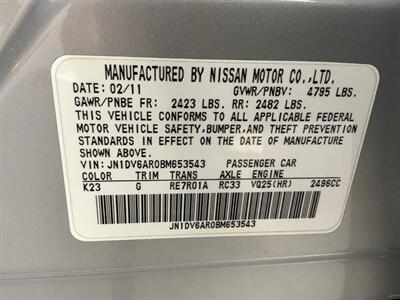 MANUFACTURED BY NISSAN MOTOR CO.,LTD.
DATE: 02/11 GVWR/PNBV: 4795 LBS.
GAWR/PNBE FR: 2423 LBS. RR: 2482 LBS.
THIS VEHICLE CONFORMS TO ALL APPLICABLE FEDERAL
MOTOR VEHICLE SAFETY, BUMPER, AND THEFT PREVENTION
STANDARDS IN EFFECT ON THE DATE OF MANUFACTURE
SHOWN ABOVE.
VIN: JN1DV6AR0BM653543 PASSENGER CAR
COLOR TRIM TRANS AXLE ENGINE
K23 G RE7R01A RC33 VQ25(HR) 2496CC
JN1DV6AR0BM653543